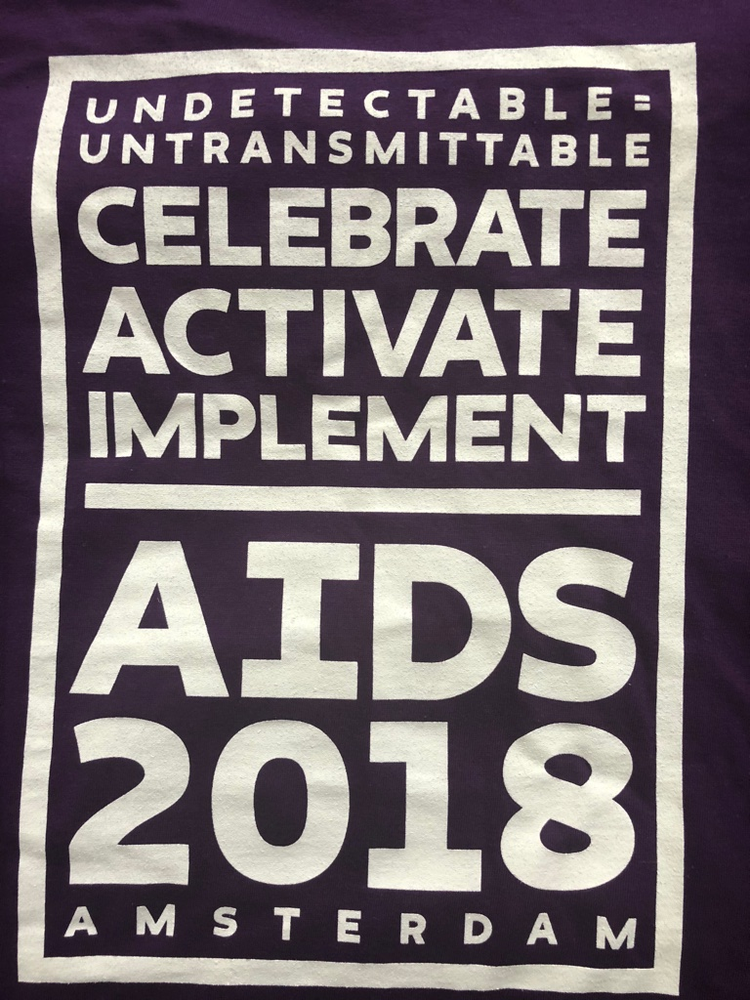 UNDETECTABLE =
UNTRANSMITTABLE
CELEBRATE
ACTIVATE
IMPLEMENT
AIDS
2018
AMSTERDAM